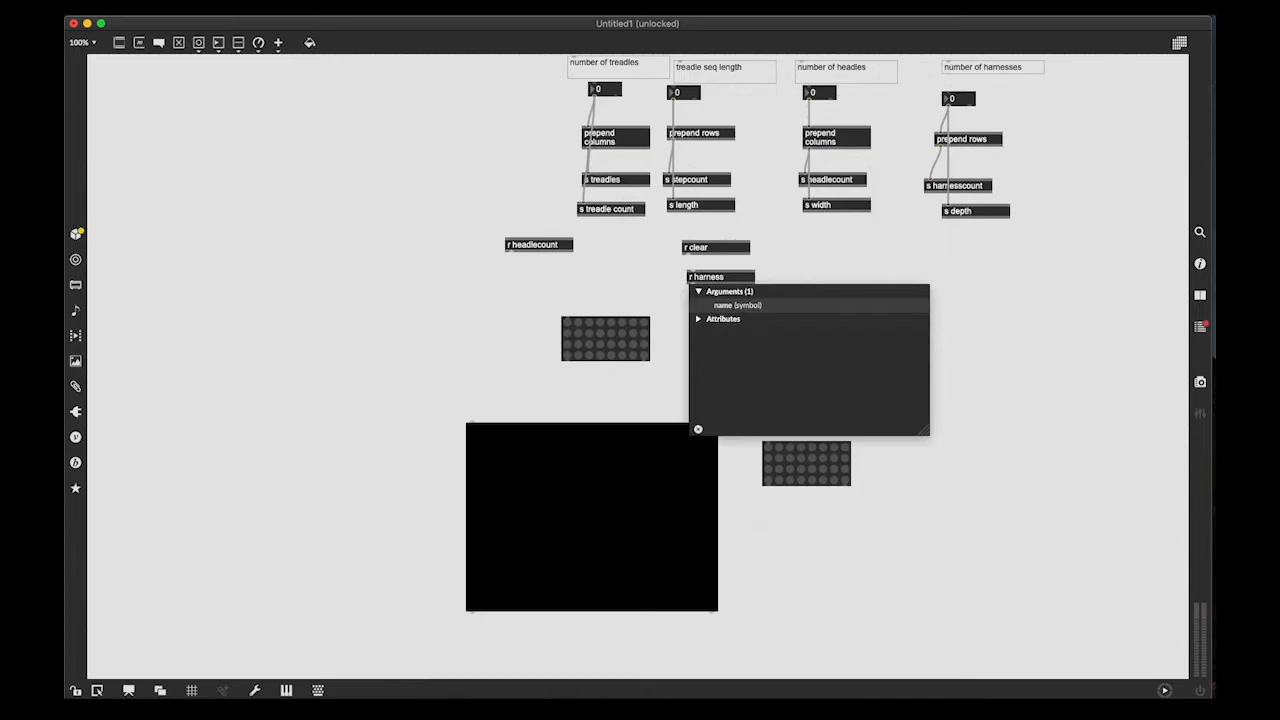 Untitled1 (unlocked)
100%
number of treadles
treadle seq length
number of headles
number of harnesses
0
0
0
0
prepend
columns
prepend rows
prepend
columns
prepend rows
s treadles
s stepcount
s headlecount
s harnesscount
s treadle count
s length
s width
s depth
r headlecount
r clear
r harness
Arguments (1)
name (symbol)
Attributes